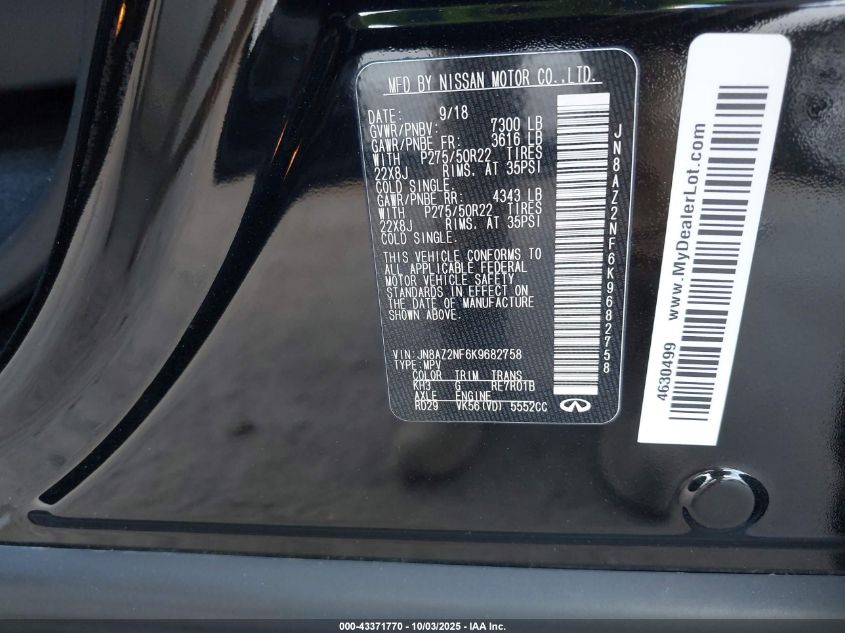 MFD BY NISSAN MOTOR CO.,LTD.
DATE: 9/18
GVWR/PNBV: 7300 LB
GAWR/PNBE FR: 3616 LB
WITH P275/50R22 TIRES
22X8J RIMS. AT 35PSI
COLD SINGLE.
GAWR/PNBE RR: 4343 LB
WITH P275/50R22 TIRES
22X8J RIMS. AT 35PSI
COLD SINGLE.
THIS VEHICLE CONFORMS TO
ALL APPLICABLE FEDERAL
MOTOR VEHICLE SAFETY
STANDARDS IN EFFECT ON
THE DATE OF MANUFACTURE
SHOWN ABOVE.
VIN: JN8AZ2NF6K9682758
TYPE: MPV
COLOR TRIM TRANS
KH3 G RE7R01B
AXLE ENGINE
RD29 VK56(VD) 5552CC
JN8AZ2NF6K9682758
www.MyDealerLot.com
4630499
000-43371770 - 10/03/2025 - IAA Inc.